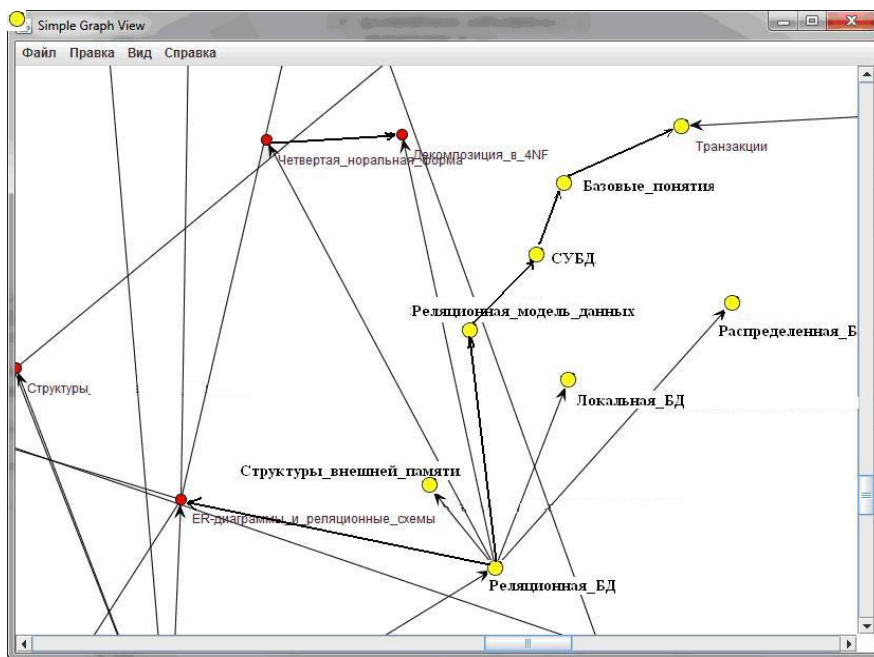 Simple Graph View
Файл Правка Вид Справка
Четвертая_норальная_форма
Декомпозиция_в_4NF
Транзакции
Базовые_понятия
СУБД
Реляционная_модель_данных
Распределенная_Б
Структуры_
Локальная_БД
Структуры_внешней_памяти
ER-диаграммы_и_реляционные_схемы
Реляционная_БД